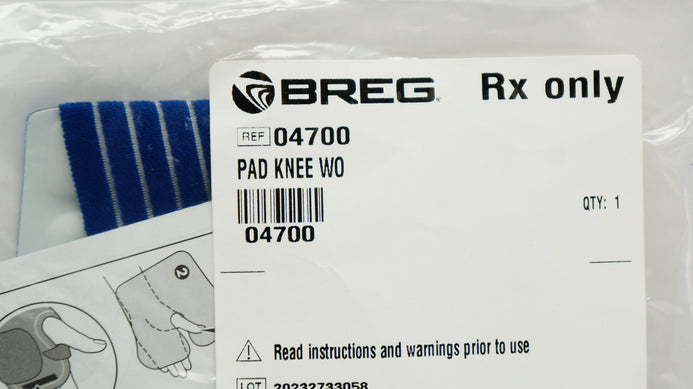 BREG® Rx only
REF 04700
PAD KNEE WO
04700
QTY: 1
2
Read instructions and warnings prior to use
LOT 20232733058